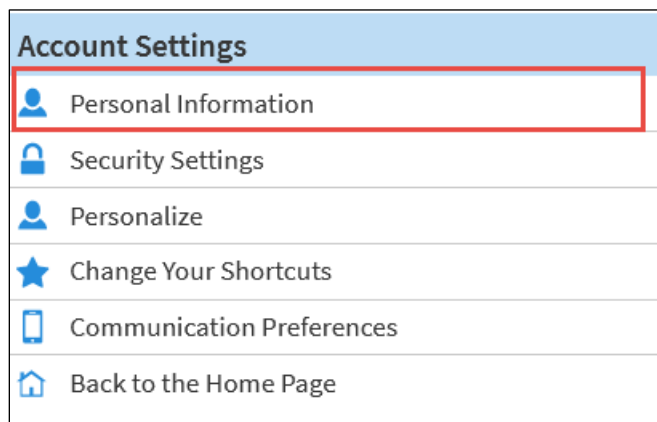 Account Settings
Personal Information
Security Settings
Personalize
Change Your Shortcuts
Communication Preferences
Back to the Home Page